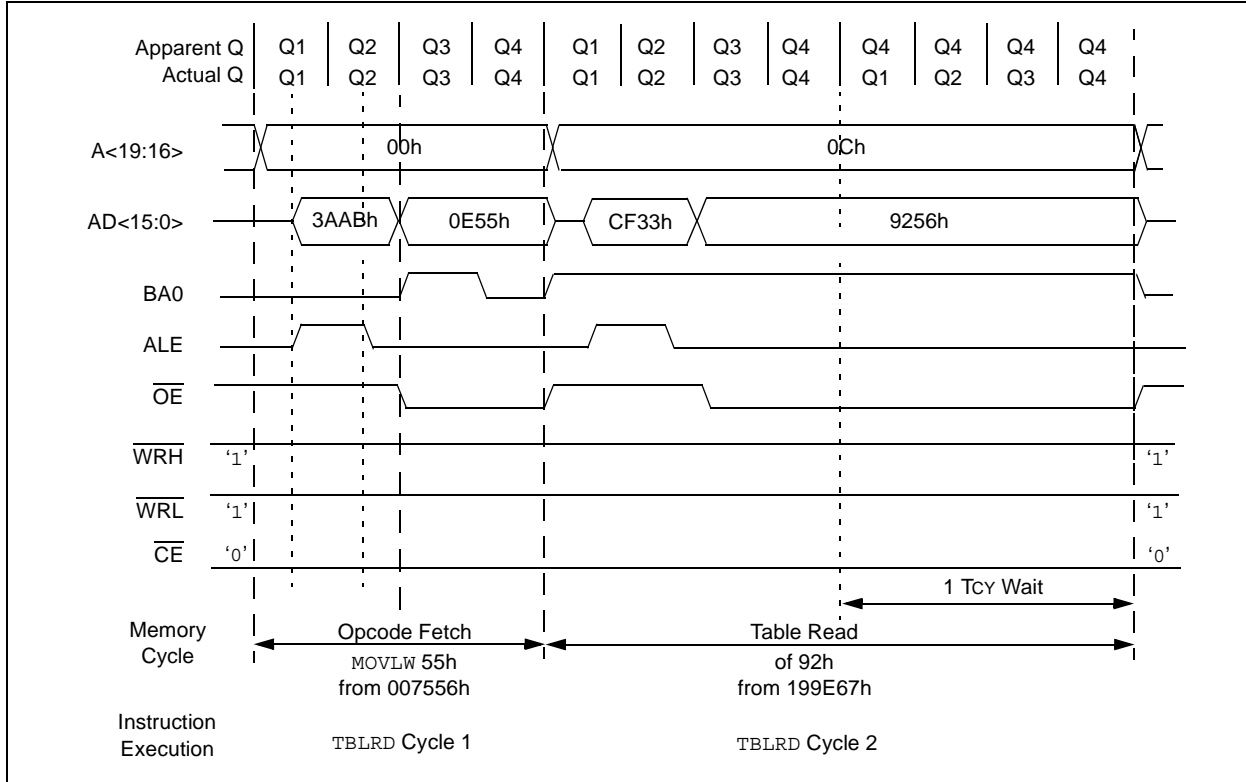 Apparent Q Q1 Q2 Q3 Q4 Q1 Q2 Q3 Q4 Q4 Q4 Q4 Q4
Actual Q Q1 Q2 Q3 Q4 Q1 Q2 Q3 Q4 Q1 Q2 Q3 Q4
A<19:16> 00h 0Ch
AD<15:0> 3AABh 0E55h CF33h 9256h
BA0
ALE
OE
WRH ‘1’ ‘1’
WRL ‘1’ ‘1’
CE ‘0’ ‘0’
1 TCY Wait
Memory
Cycle
Opcode Fetch
MOVLW 55h
from 007556h
Table Read
of 92h
from 199E67h
Instruction
Execution
TBLRD Cycle 1
TBLRD Cycle 2